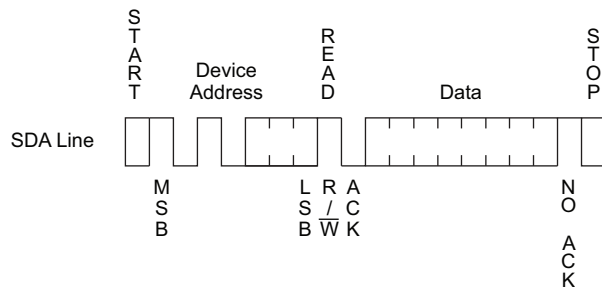 START
Device
Address
READ
Data
STOP
SDA Line
MSB
LSB
R/W
ACK
NO ACK